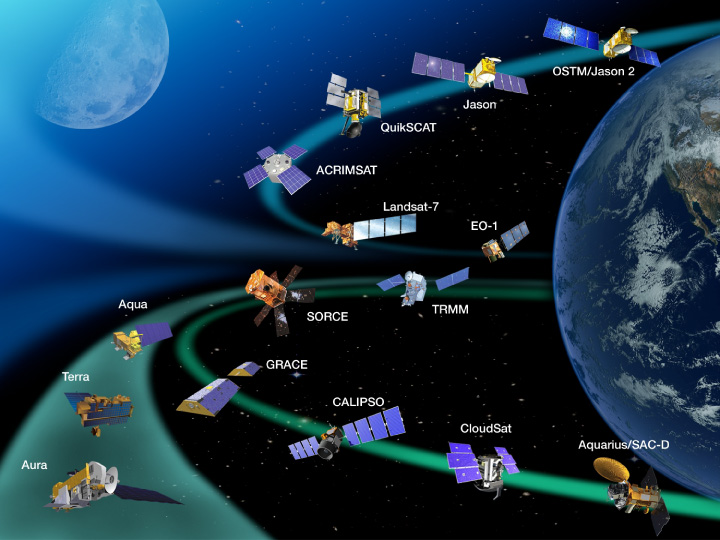 OSTM/Jason 2
Jason
QuikSCAT
ACRIMSAT
Landsat-7
EO-1
TRMM
SORCE
Aqua
GRACE
Terra
CALIPSO
CloudSat
Aquarius/SAC-D
Aura